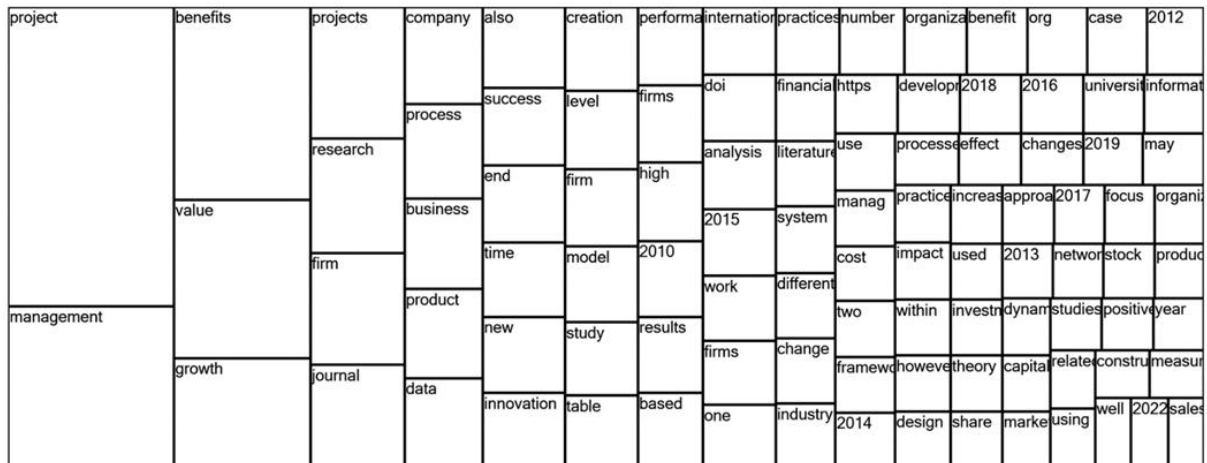 project
management
benefits
value
growth
projects
research
firm
journal
company
process
business
product
data
also
success
end
time
new
innovation
creation
level
firm
model
study
table
performa
firms
high
2010
results
based
internation
doi
analysis
2015
work
firms
one
practices
financial
literature
system
different
change
industry
number
organiza
benefit
org
case
2012
https
developr
2018
2016
universit
informat
use
processe
effect
changes
2019
may
manag
practice
increas
approa
2017
focus
organiz
cost
impact
used
2013
networ
stock
produc
two
within
investn
dynam
studies
positive
year
framewo
howeve
theory
capital
related
constru
measur
2014
design
share
marke
using
well
2022
sales